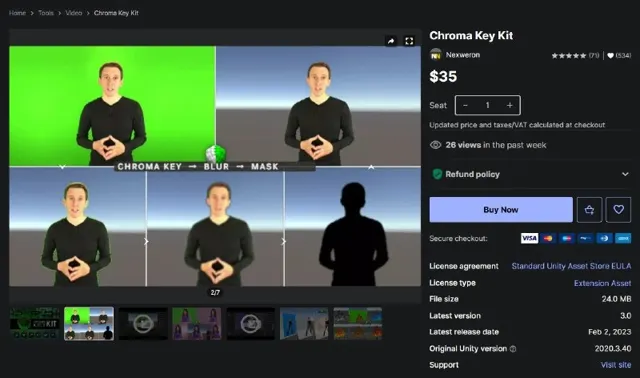 Home > Tools > Video > Chroma Key Kit
Chroma Key Kit
Nexweron
(71) | (534)
$35
Seat - 1 +
Updated price and taxes/VAT calculated at checkout
26 views in the past week
Refund policy
Buy Now
Secure checkout: VISA
CHROMA KEY → BLUR → MASK
2/7
License agreement Standard Unity Asset Store EULA
License type Extension Asset
File size 24.0 MB
Latest version 3.0
Latest release date Feb 2, 2023
Original Unity version 2020.3.40
Support Visit site